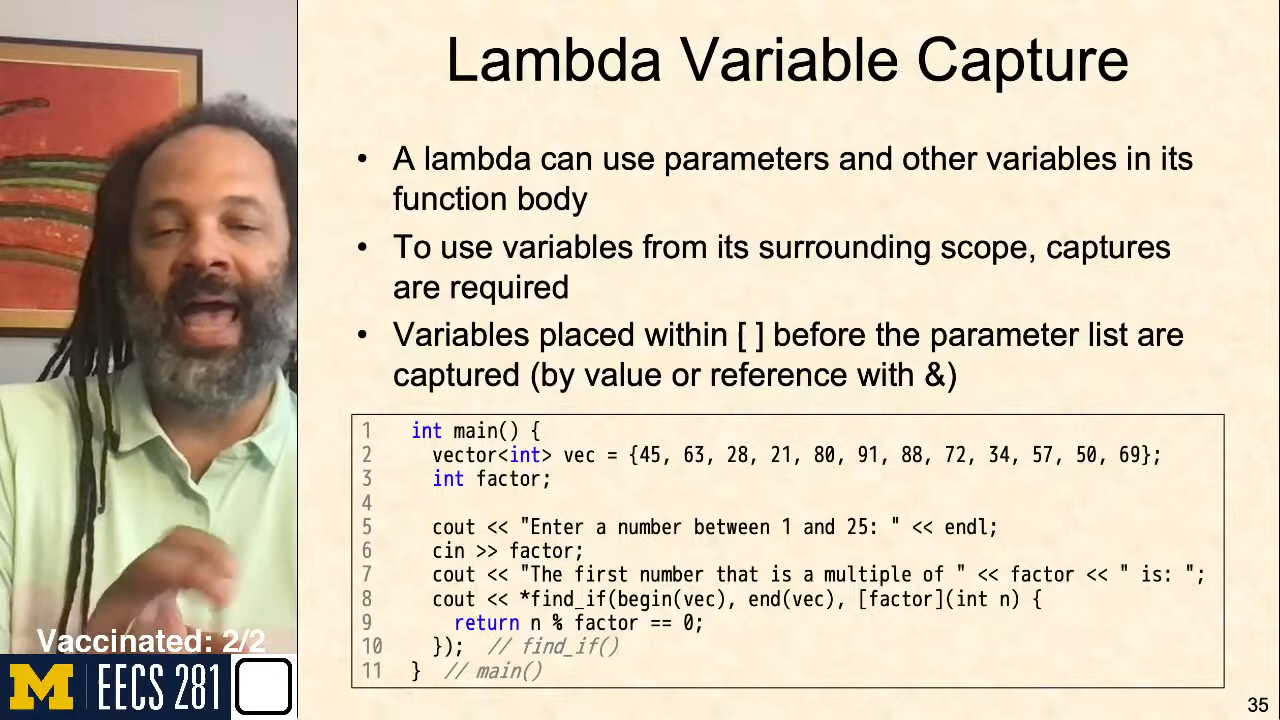 Lambda Variable Capture
• A lambda can use parameters and other variables in its
function body
• To use variables from its surrounding scope, captures
are required
• Variables placed within [ ] before the parameter list are
captured (by value or reference with &)
1 int main() {
2 vector<int> vec = {45, 63, 28, 21, 80, 91, 88, 72, 34, 57, 50, 69};
3 int factor;
4
5 cout << "Enter a number between 1 and 25: " << endl;
6 cin >> factor;
7 cout << "The first number that is a multiple of " << factor << " is: ";
8 cout << *find_if(begin(vec), end(vec), [factor](int n) {
9 return n % factor == 0;
10 }); // find_if()
11 } // main()
Vaccinated: 2/2
M EECS 281
35